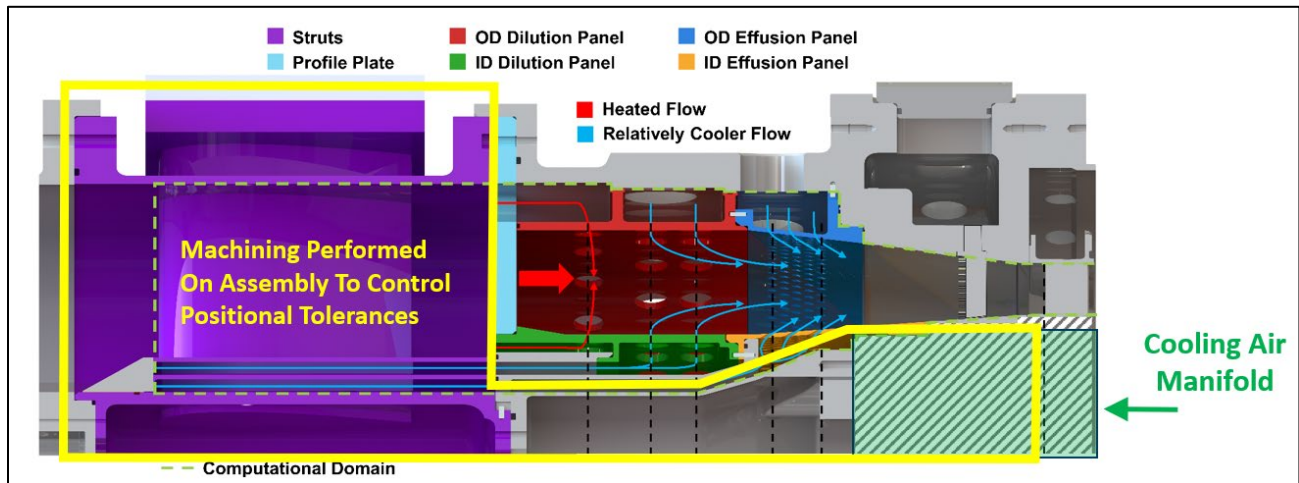 Struts
OD Dilution Panel
OD Effusion Panel
Profile Plate
ID Dilution Panel
ID Effusion Panel
Heated Flow
Relatively Cooler Flow
Machining Performed
On Assembly To Control
Positional Tolerances
Cooling Air
Manifold
Computational Domain